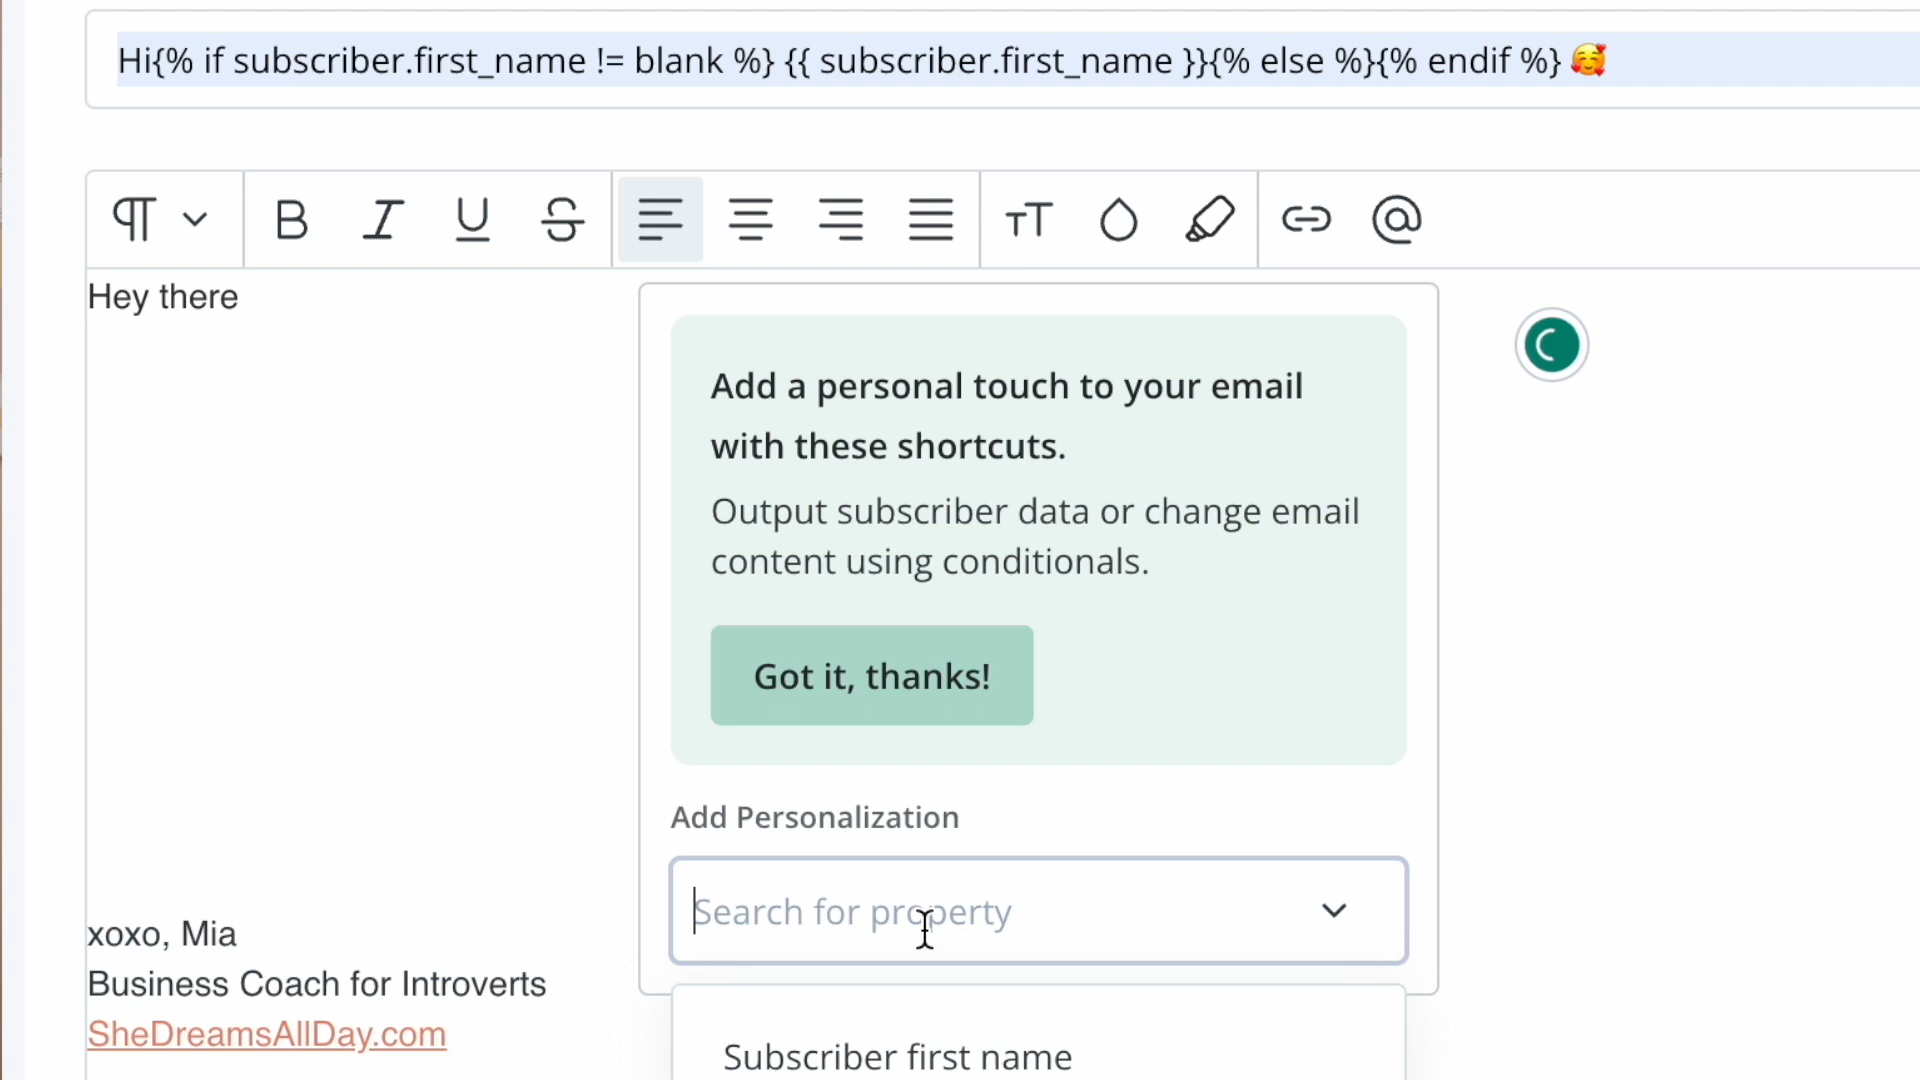 Hi{% if subscriber.first_name != blank %} {{ subscriber.first_name }}{% else %}{% endif %} 🥰
Hey there
Add a personal touch to your email
with these shortcuts.
Output subscriber data or change email
content using conditionals.
Got it, thanks!
Add Personalization
Search for property
Subscriber first name
xoxo, Mia
Business Coach for Introverts
SheDreamsAllDay.com